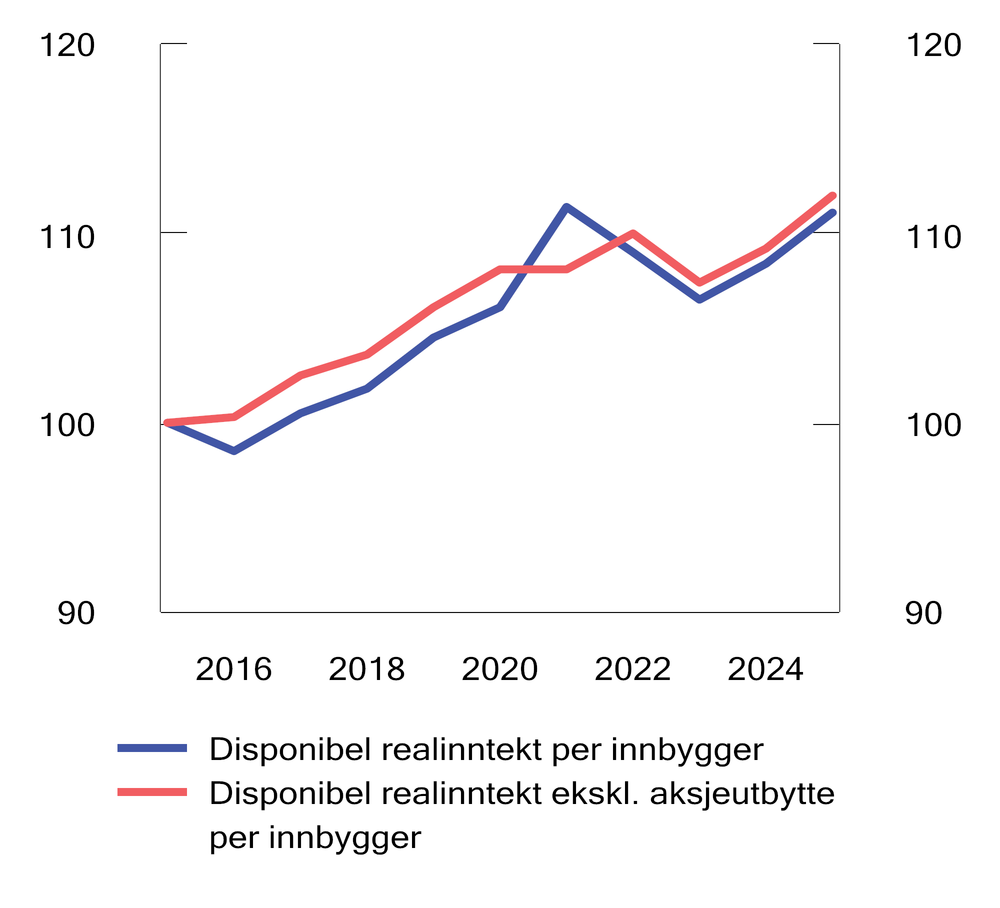 120 120
110 110
100 100
90 90
2016 2018 2020 2022 2024
Disponibel realinntekt per innbygger
Disponibel realinntekt ekskl. aksjeutbytte
per innbygger